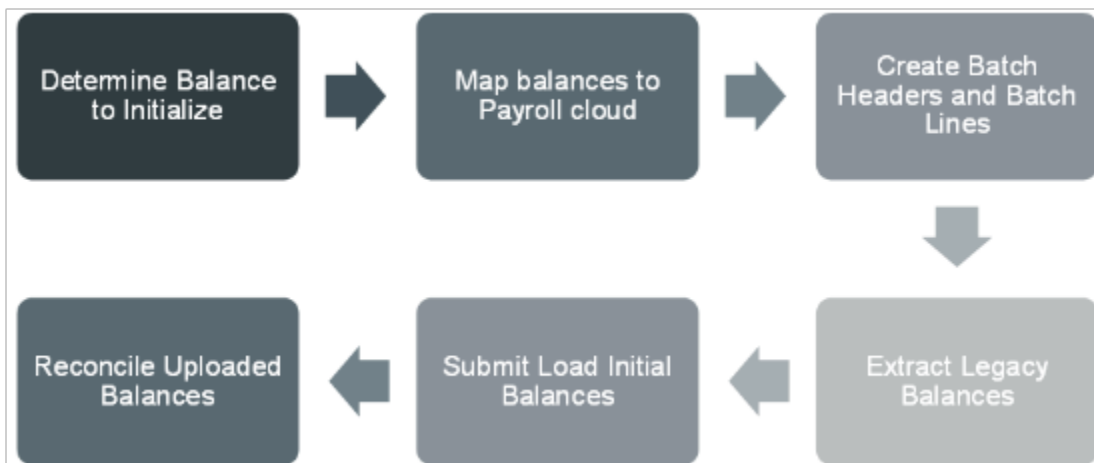 Determine Balance
to Initialize
Map balances to
Payroll cloud
Create Batch
Headers and Batch
Lines
Extract Legacy
Balances
Submit Load Initial
Balances
Reconcile Uploaded
Balances